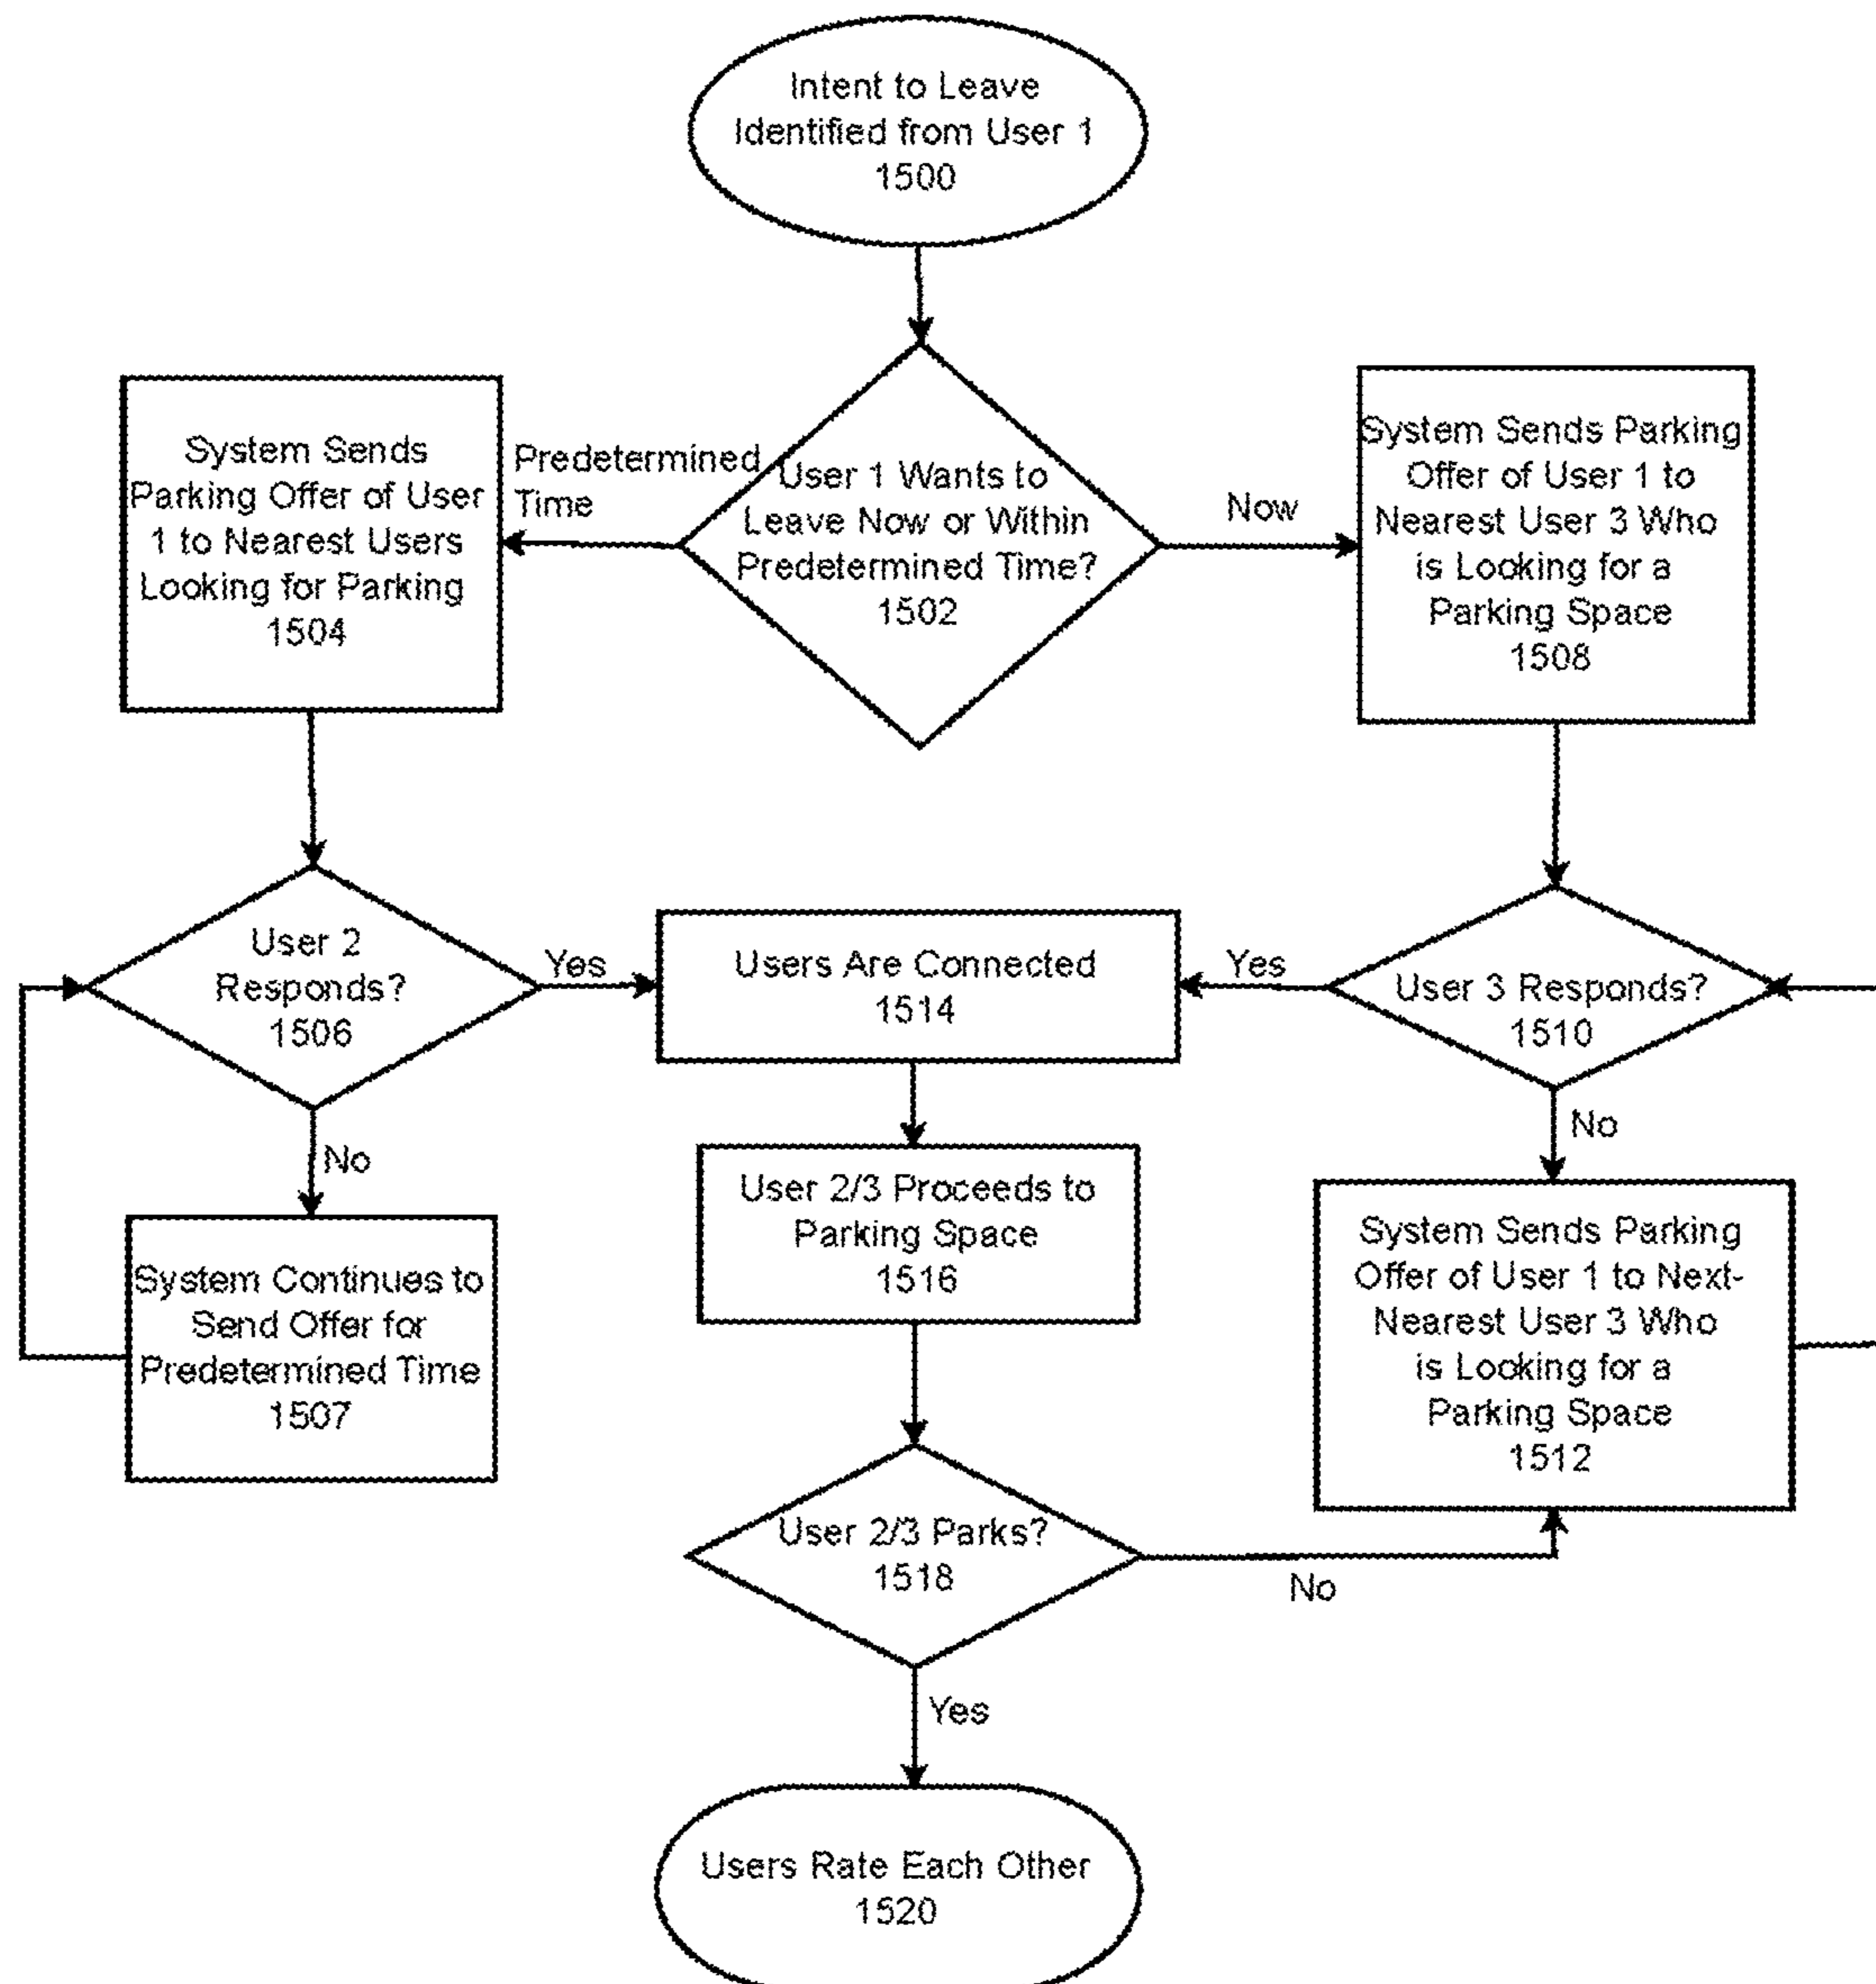 Intent to Leave
Identified from User 1
1500
System Sends
Parking Offer of User
1 to Nearest Users
Looking for Parking
1504
Predetermined
Time
User 1 Wants to
Leave Now or Within
Predetermined Time?
1502
Now
System Sends Parking
Offer of User 1 to
Nearest User 3 Who
is Looking for a
Parking Space
1508
User 2
Responds?
1506
Yes
Users Are Connected
1514
Yes
User 3 Responds?
1510
No
No
System Continues to
Send Offer for
Predetermined Time
1507
User 2/3 Proceeds to
Parking Space
1516
System Sends Parking
Offer of User 1 to Next-
Nearest User 3 Who
is Looking for a
Parking Space
1512
User 2/3 Parks?
1518
No
Yes
Users Rate Each Other
1520